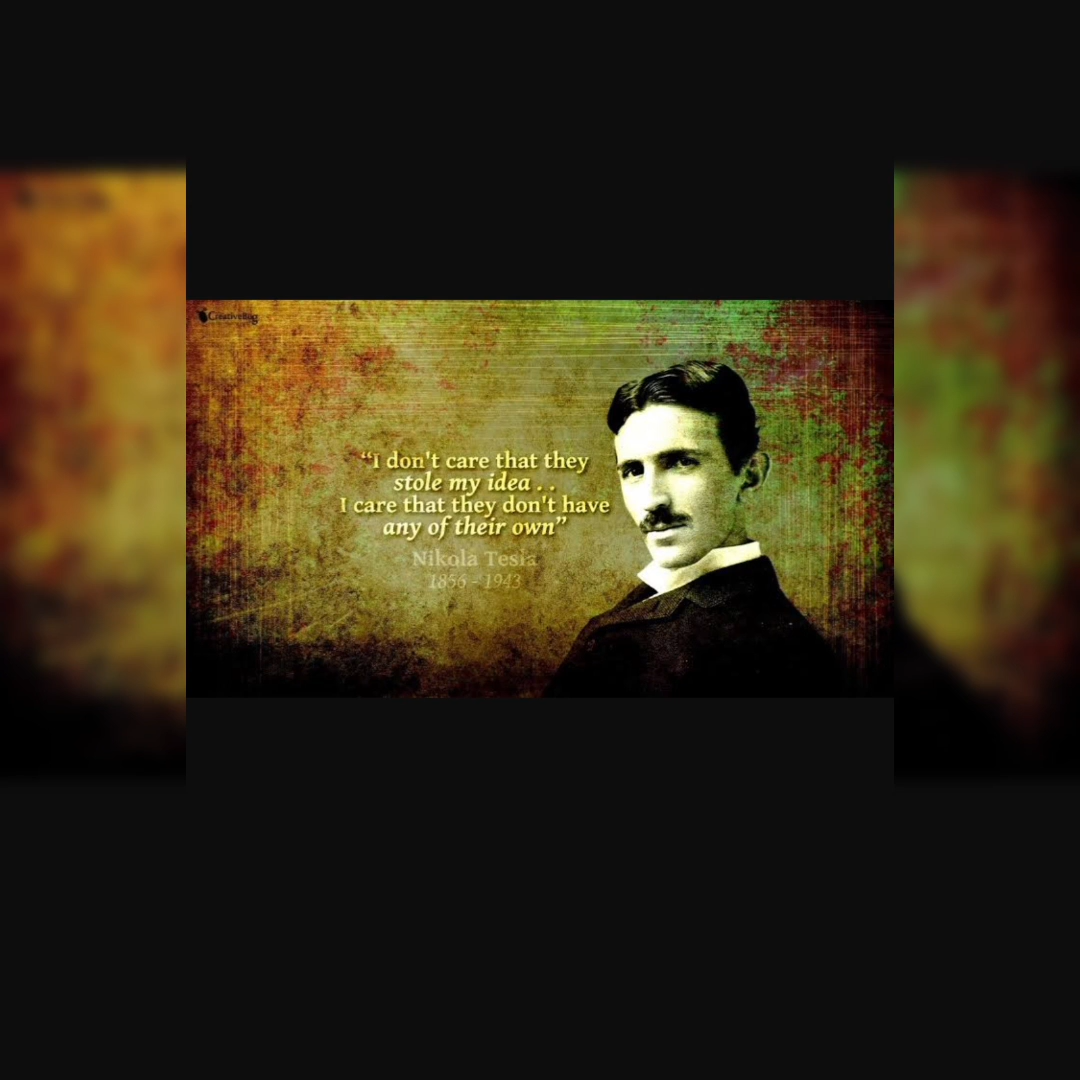 CreativeBug
“I don't care that they
stole my idea . .
I care that they don't have
any of their own”
Nikola Tesla
1856 - 1943